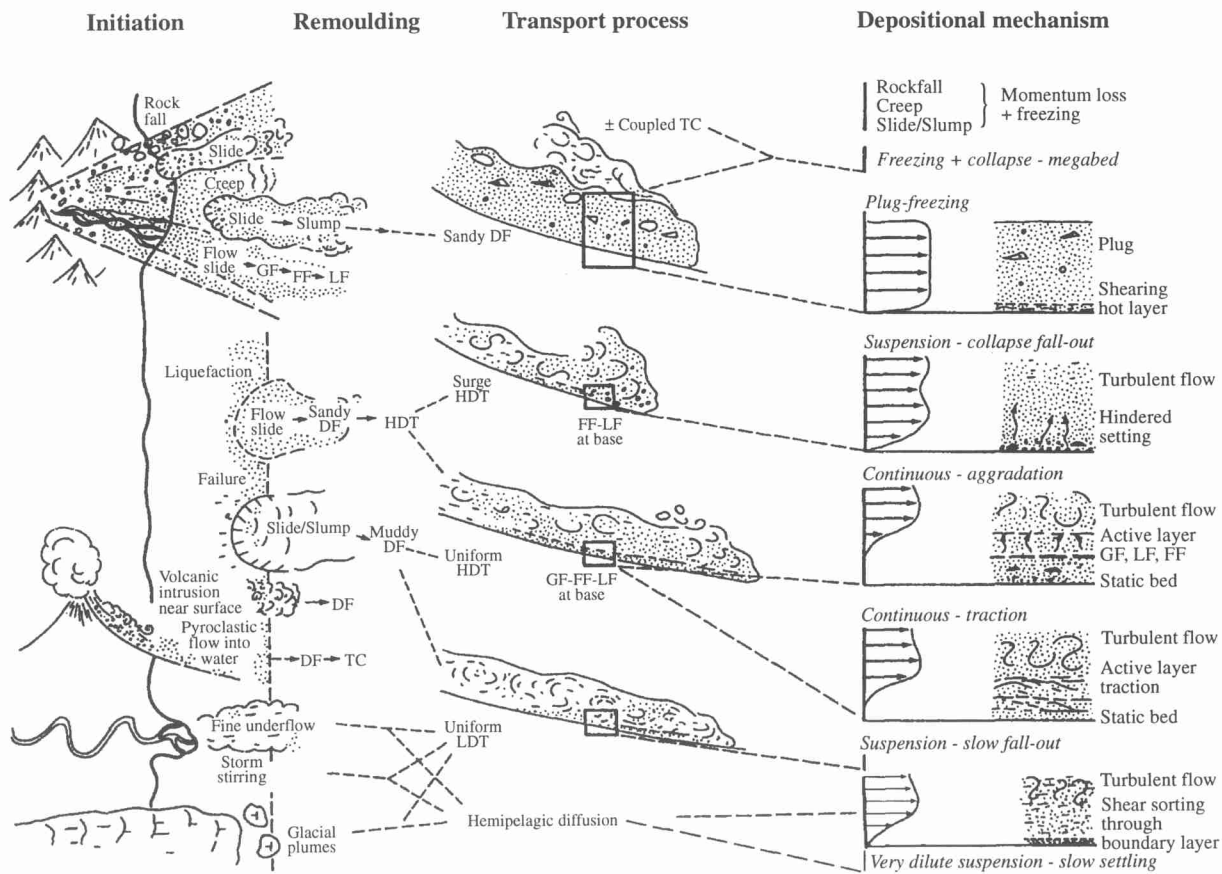 Initiation
Remoulding
Transport process
Depositional mechanism
Rock
fall
Slide
Creep
Slide → Slump
Flow
slide → GF → FF → LF
Sandy DF
± Coupled TC
Rockfall
Creep
Slide/Slump
Momentum loss
+ freezing
Freezing + collapse - megabed
Plug-freezing
Plug
Shearing
hot layer
Liquefaction
Flow
slide → Sandy
DF → HDT
Surge
HDT
FF-LF
at base
Suspension - collapse fall-out
Turbulent flow
Hindered
setting
Failure
Slide/Slump → Muddy
DF
Uniform
HDT
GF-FF-LF
at base
Continuous - aggradation
Turbulent flow
Active layer
GF, LF, FF
Static bed
Volcanic
intrusion
near surface
DF
Pyroclastic
flow into
water
DF → TC
Continuous - traction
Turbulent flow
Active layer
traction
Static bed
Fine underflow
Storm
stirring
Uniform
LDT
Glacial
plumes
Hemipelagic diffusion
Suspension - slow fall-out
Turbulent flow
Shear sorting
through
boundary layer
Very dilute suspension - slow settling